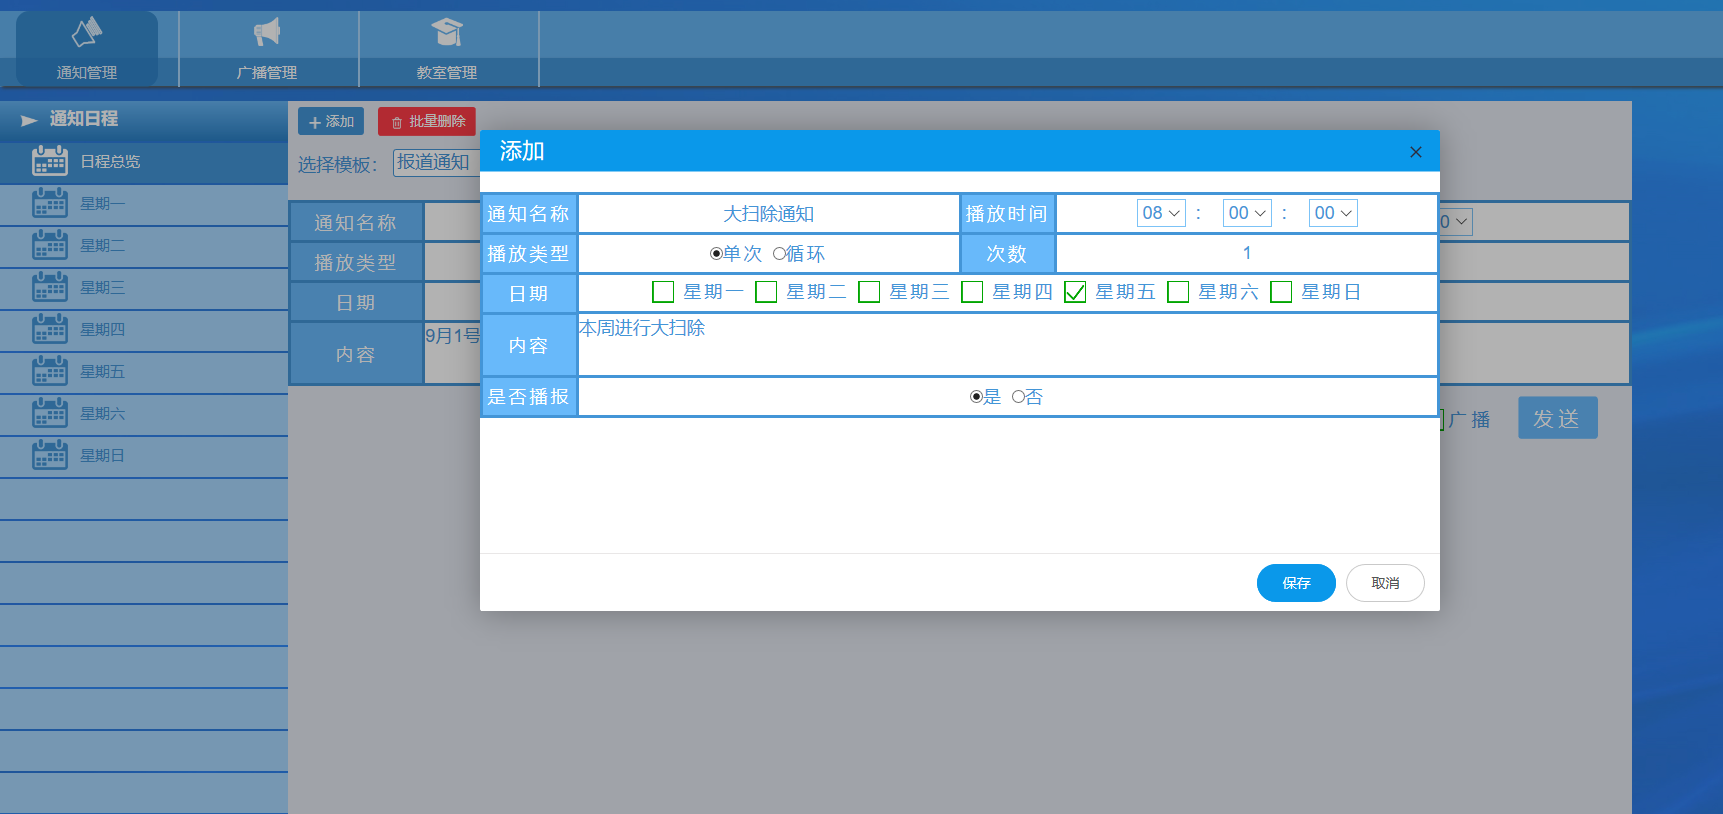 通知管理 广播管理 教室管理
通知日程
日程总览
星期一
星期二
星期三
星期四
星期五
星期六
星期日
添加 批量删除
选择模板： 报道通知
通知名称
播放类型
日期
内容 9月1号
0
广播 发送
添加
通知名称 大扫除通知 播放时间 08 : 00 : 00
播放类型 单次 循环 次数 1
日期 星期一 星期二 星期三 星期四 星期五 星期六 星期日
内容 本周进行大扫除
是否播报 是 否
保存 取消